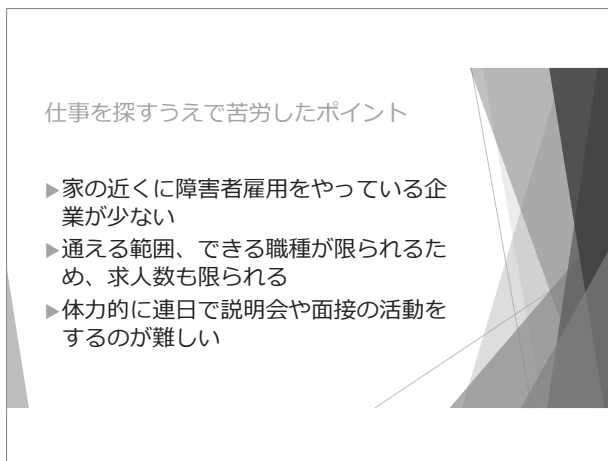 仕事を探すうえで苦労したポイント
▶家の近くに障害者雇用をやっている企
業が少ない
▶通える範囲、できる職種が限られるた
め、求人数も限られる
▶体力的に連日で説明会や面接の活動を
するのが難しい